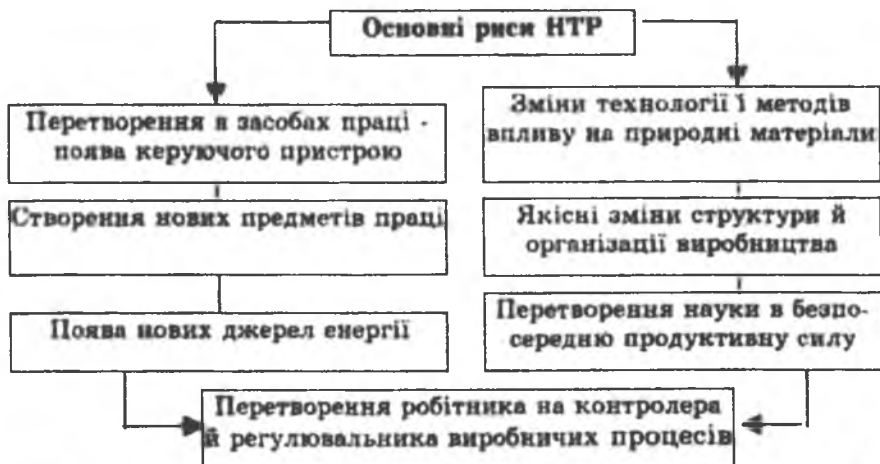 Основні риси НТР
Перетворення в засобах праці -
поява керуючого пристрою
Створення нових предметів праці
Поява нових джерел енергії
Зміни технології і методів
впливу на природні матеріали
Якісні зміни структури й
організації виробництва
Перетворення науки в безпо-
середню продуктивну силу
Перетворення робітника на контролера
й регулювальника виробничих процесів